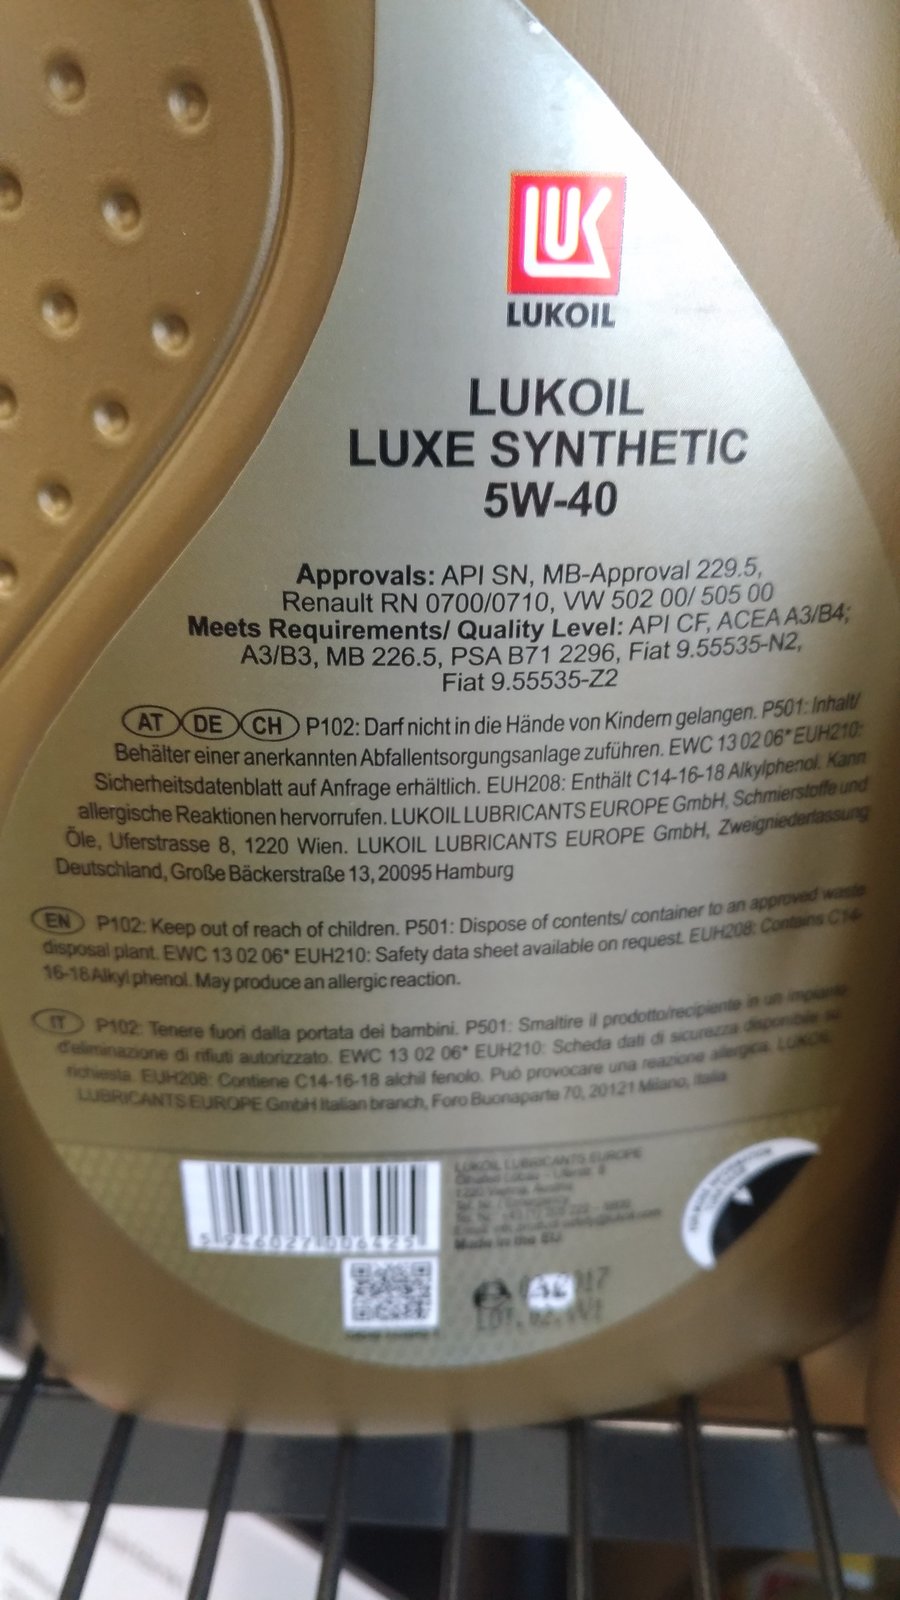 LUK
LUKOIL
LUKOIL
LUXE SYNTHETIC
5W-40
Approvals: API SN, MB-Approval 229.5,
Renault RN 0700/0710, VW 502 00/ 505 00
Meets Requirements/ Quality Level: API CF, ACEA A3/B4;
A3/B3, MB 226.5, PSA B71 2296, Fiat 9.55535-N2,
Fiat 9.55535-Z2
AT DE CH P102: Darf nicht in die Hände von Kindern gelangen. P501: Inhalt/
Behälter einer anerkannten Abfallentsorgungsanlage zuführen. EWC 13 02 06* EUH210:
Sicherheitsdatenblatt auf Anfrage erhältlich. EUH208: Enthält C14-16-18 Alkylphenol. Kann
allergische Reaktionen hervorrufen. LUKOIL LUBRICANTS EUROPE GmbH, Schmierstoffe und
Öle, Uferstrasse 8, 1220 Wien. LUKOIL LUBRICANTS EUROPE GmbH, Zweigniederlassung
Deutschland, Große Bäckerstraße 13, 20095 Hamburg
EN P102: Keep out of reach of children. P501: Dispose of contents/ container to an approved waste
disposal plant. EWC 13 02 06* EUH210: Safety data sheet available on request. EUH208: Contains C14-
16-18 Alkyl phenol. May produce an allergic reaction.
IT P102: Tenere fuori dalla portata dei bambini. P501: Smaltire il prodotto/recipiente in un impianto
d'eliminazione di rifiuti autorizzato. EWC 13 02 06* EUH210: Scheda dati di sicurezza disponibile su
richiesta. EUH208: Contiene C14-16-18 alchil fenolo. Puó provocare una reazione allergica. LUKOIL
LUBRICANTS EUROPE GmbH Italian branch, Foro Buonaparte 70, 20121 Milano, Italia
LUKOIL LUBRICANTS EUROPE
Made in the EU
5 946027 006429